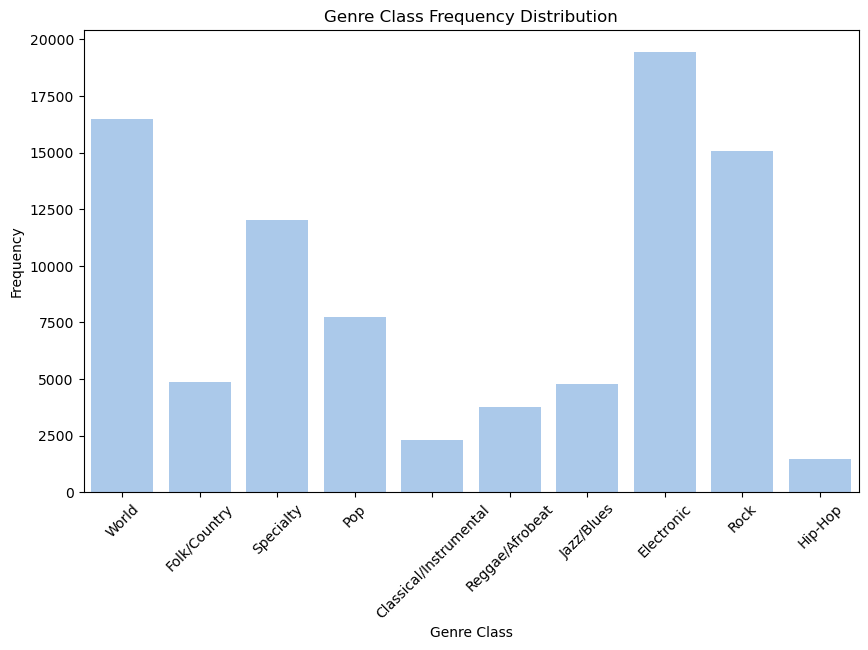 Genre Class Frequency Distribution
Frequency
20000
17500
15000
12500
10000
7500
5000
2500
0
World
Folk/Country
Specialty
Pop
Classical/Instrumental
Reggae/Afrobeat
Jazz/Blues
Electronic
Rock
Hip-Hop
Genre Class